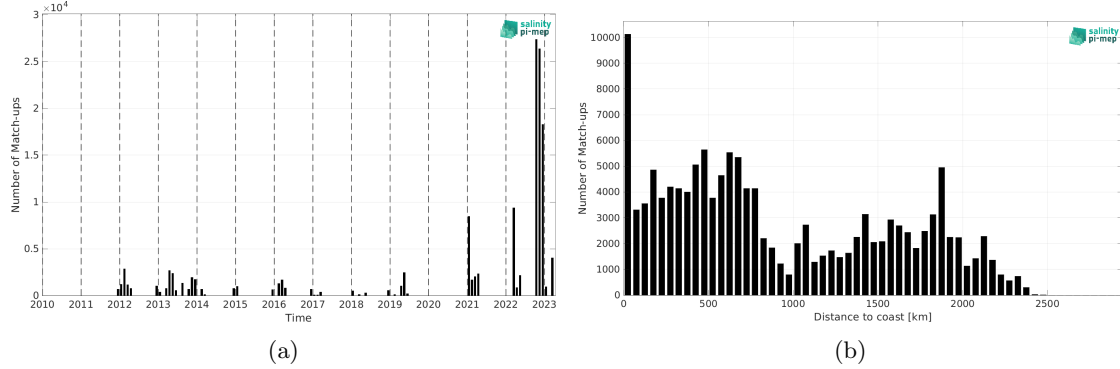 ×10⁴
3
2.5
2
1.5
1
0.5
0
Number of Match-ups
2010 2011 2012 2013 2014 2015 2016 2017 2018 2019 2020 2021 2022 2023
Time
salinity
pi-mep
(a)
10000
9000
8000
7000
6000
5000
4000
3000
2000
1000
0
Number of Match-ups
0 500 1000 1500 2000 2500
Distance to coast [km]
salinity
pi-mep
(b)